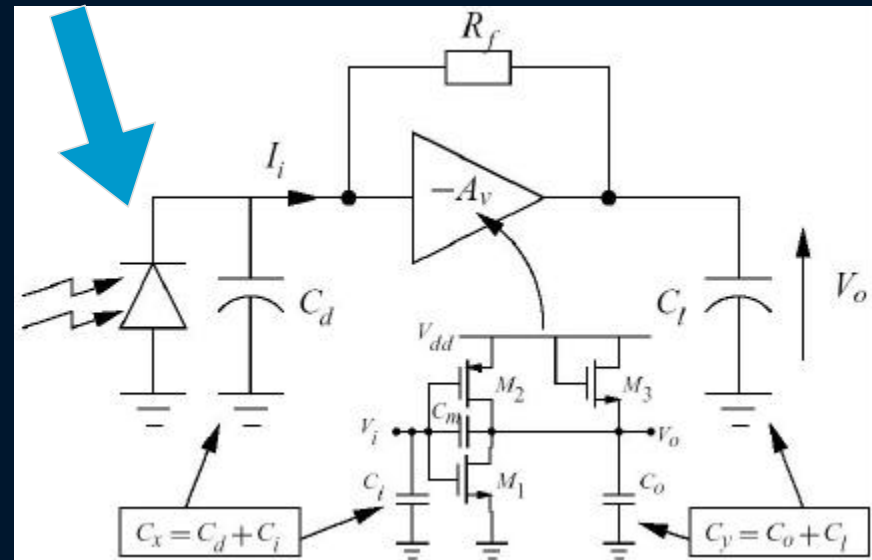 R_f
I_i
−A_v
C_d
C_l
V_o
V_dd
M_2
M_3
C_m
V_i
V_o
C_i
M_1
C_o
C_x = C_d + C_i
C_y = C_o + C_l